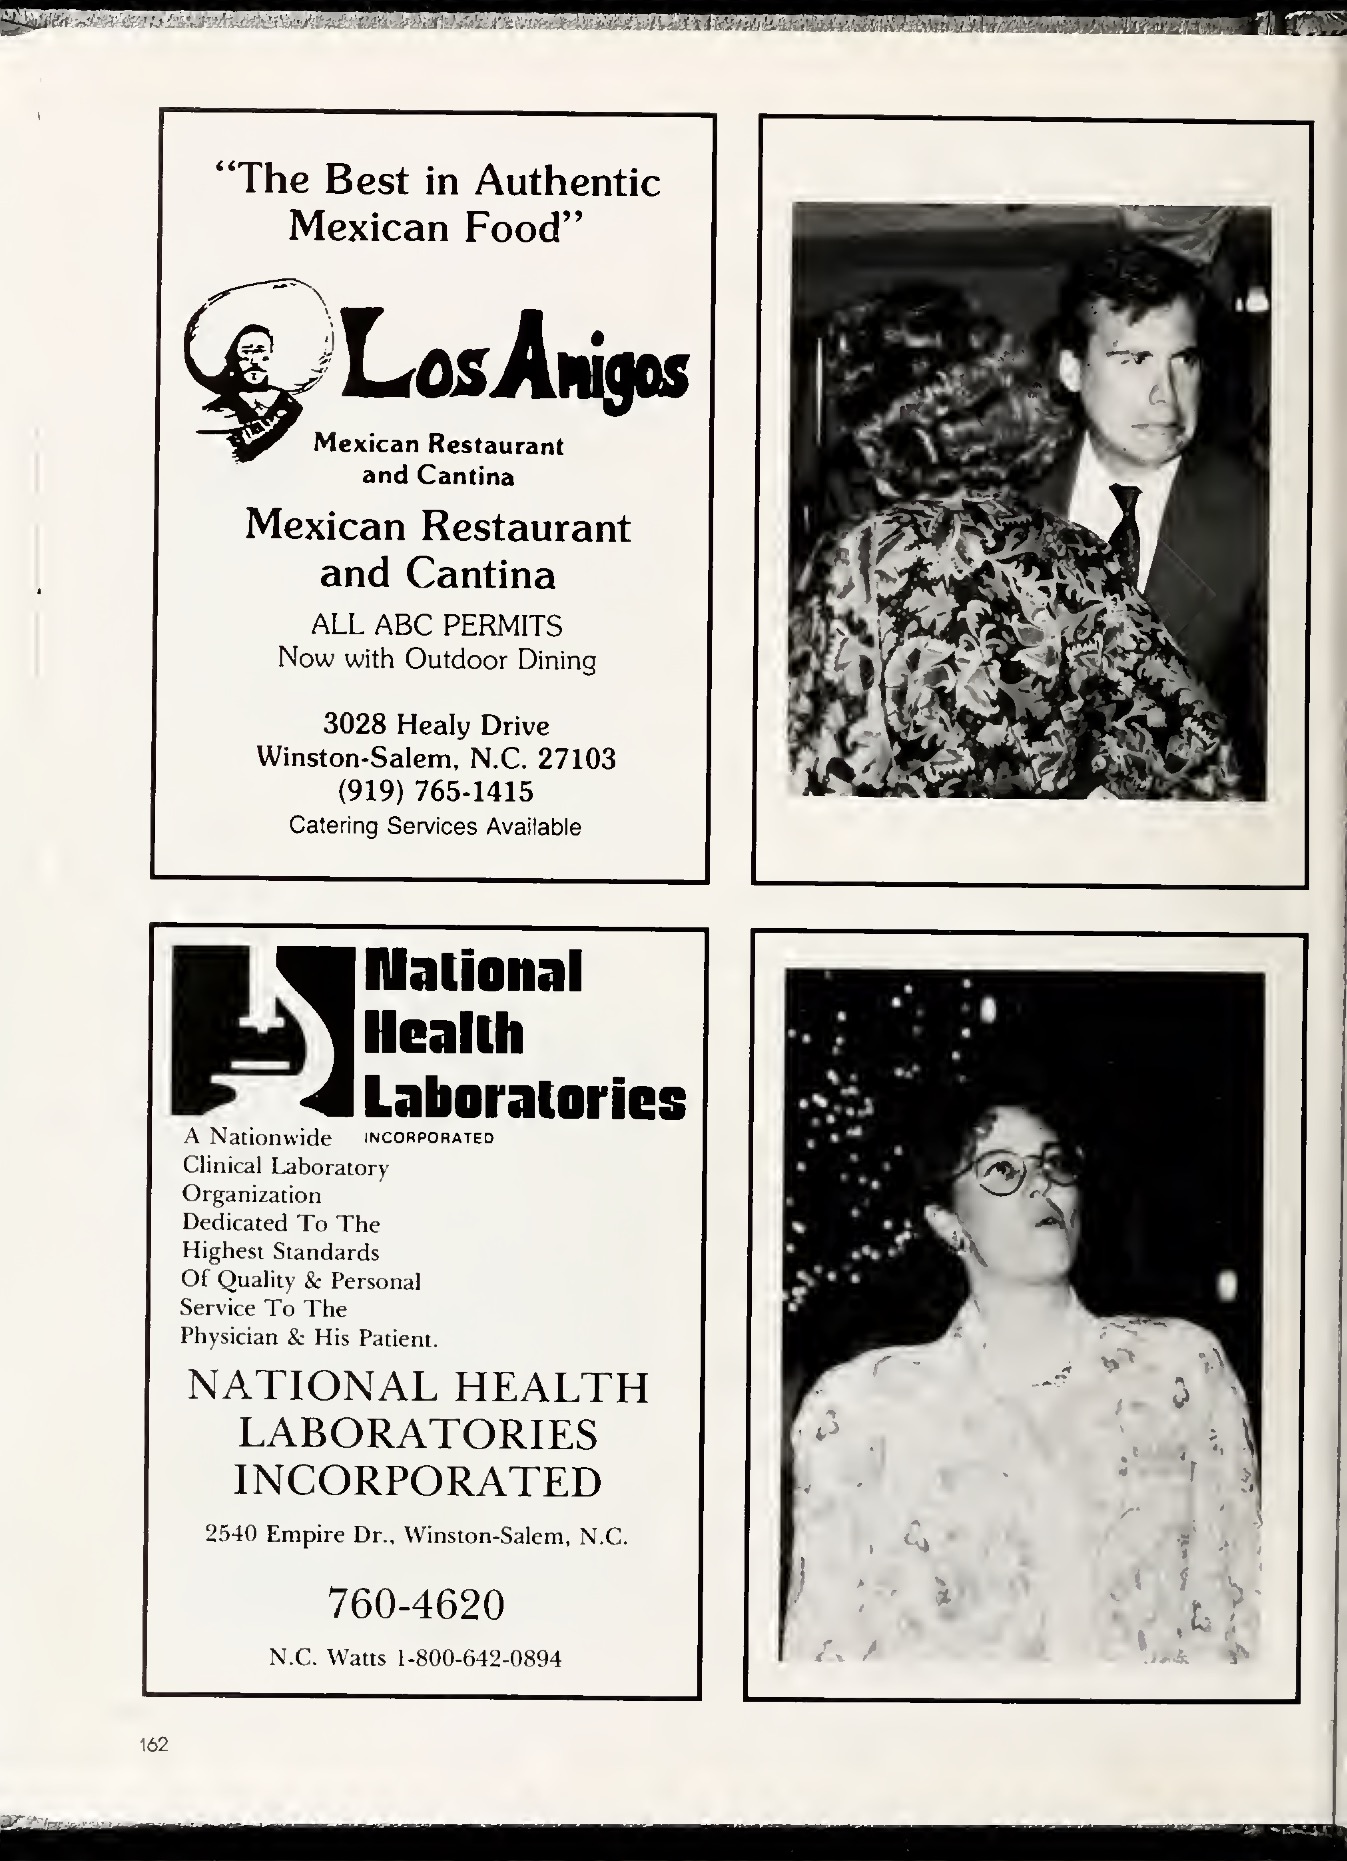 “The Best in Authentic
Mexican Food”
Los Amigos
Mexican Restaurant
and Cantina
Mexican Restaurant
and Cantina
ALL ABC PERMITS
Now with Outdoor Dining
3028 Healy Drive
Winston-Salem, N.C. 27103
(919) 765-1415
Catering Services Available
National
Health
Laboratories
INCORPORATED
A Nationwide
Clinical Laboratory
Organization
Dedicated To The
Highest Standards
Of Quality & Personal
Service To The
Physician & His Patient.
NATIONAL HEALTH
LABORATORIES
INCORPORATED
2540 Empire Dr., Winston-Salem, N.C.
760-4620
N.C. Watts 1-800-642-0894
162